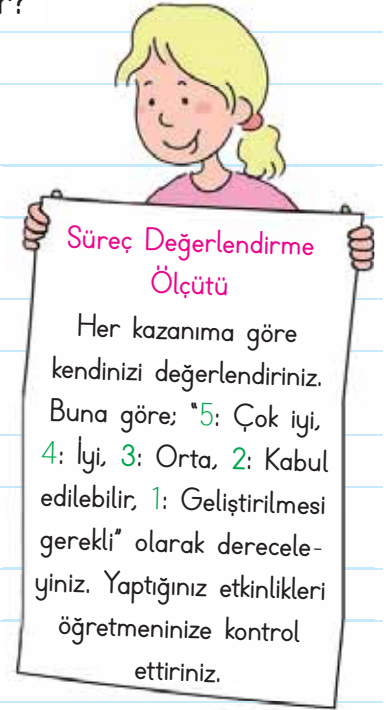 Süreç Değerlendirme
Ölçütü
Her kazanıma göre
kendinizi değerlendiriniz.
Buna göre; "5: Çok iyi,
4: İyi, 3: Orta, 2: Kabul
edilebilir, 1: Geliştirilmesi
gerekli" olarak derecele-
yiniz. Yaptığınız etkinlikleri
öğretmeninize kontrol
ettiriniz.